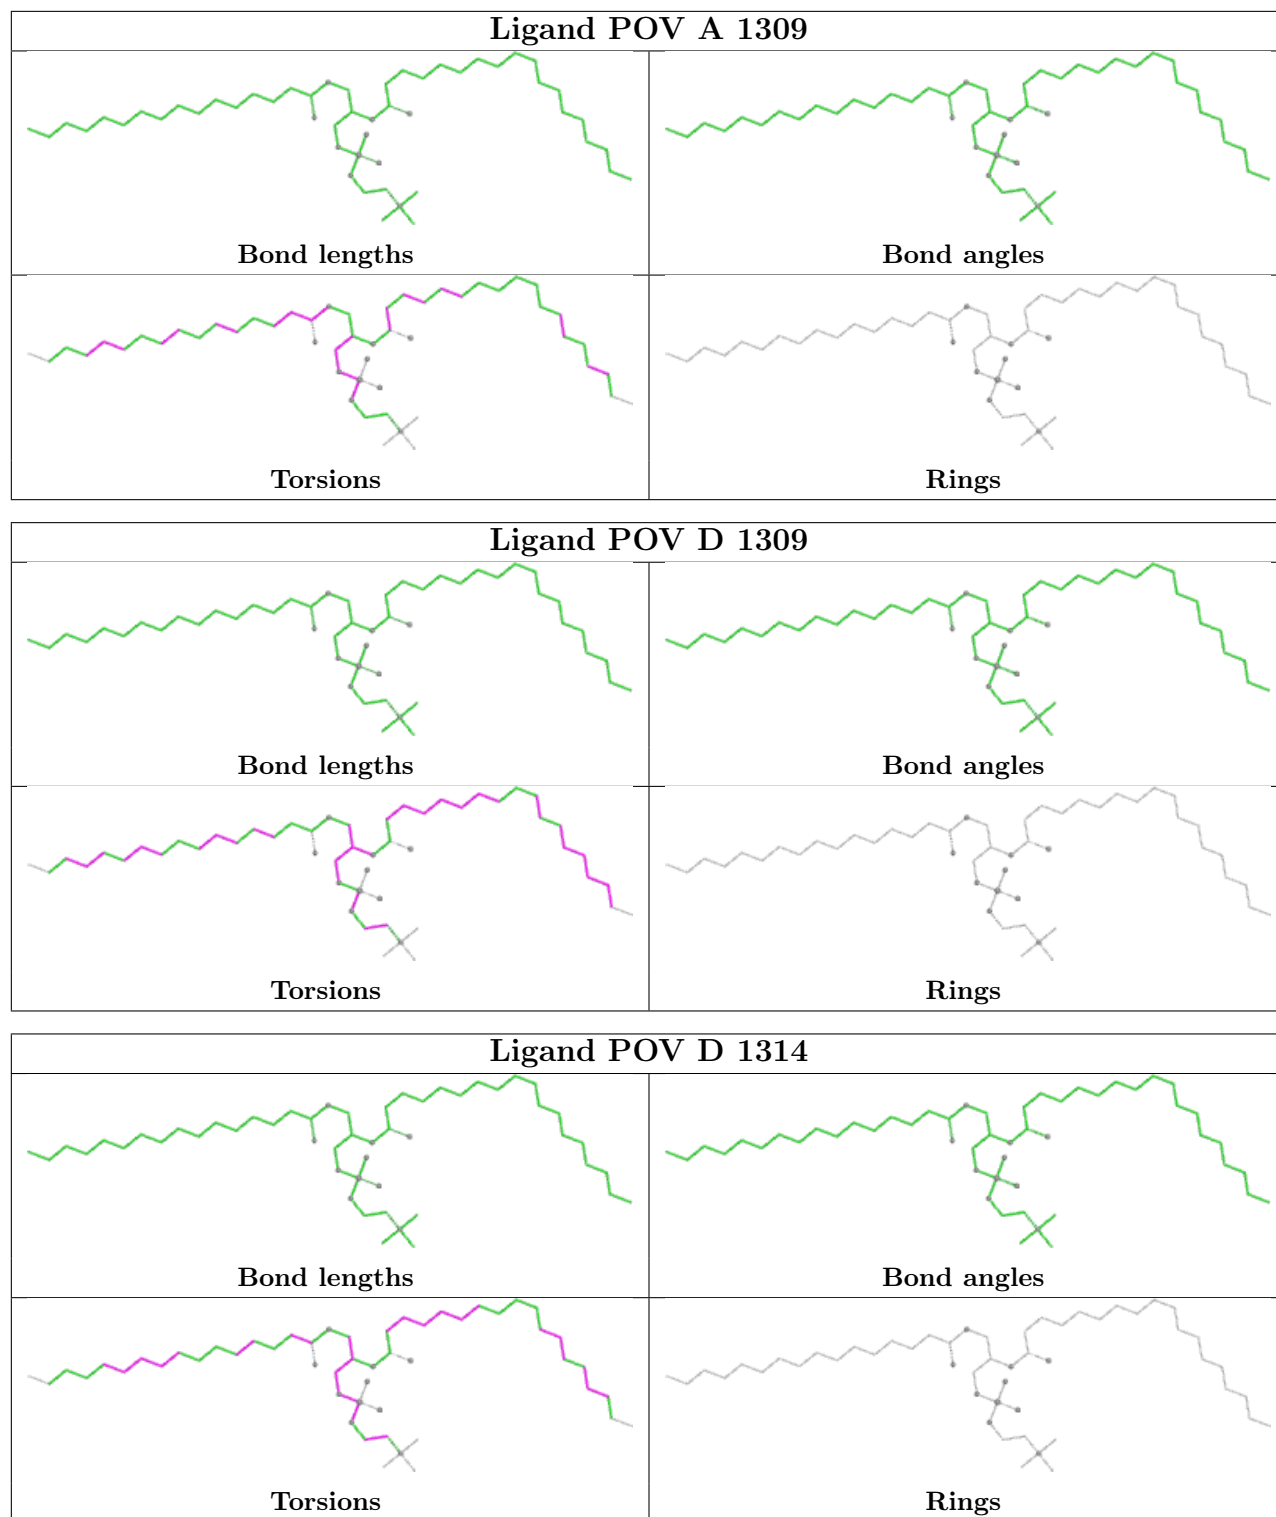 Ligand POV A 1309
Bond lengths
Bond angles
Torsions
Rings
Ligand POV D 1309
Bond lengths
Bond angles
Torsions
Rings
Ligand POV D 1314
Bond lengths
Bond angles
Torsions
Rings